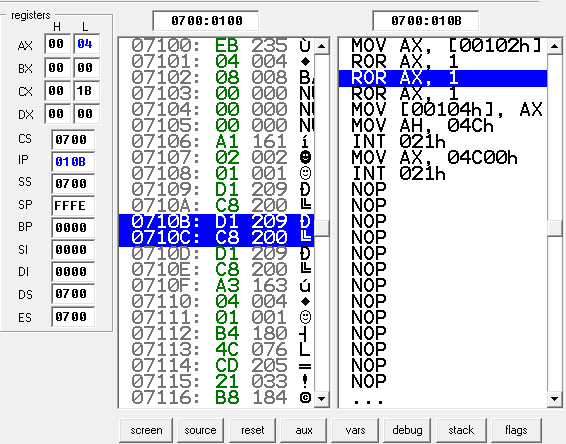 registers
H L
AX 00 04
BX 00 00
CX 00 1B
DX 00 00
CS 0700
IP 010B
SS 0700
SP FFFE
BP 0000
SI 0000
DI 0000
DS 0700
ES 0700
0700:0100
07100: EB 235 Ù
07101: 04 004 ♦
07102: 08 008
07103: 00 000
07104: 00 000
07105: 00 000
07106: A1 161 í
07107: 02 002 ☻
07108: 01 001 ☺
07109: D1 209 Đ
0710A: C8 200 ╚
0710B: D1 209 Đ
0710C: C8 200 ╚
0710D: D1 209 Đ
0710E: C8 200 ╚
0710F: A3 163 ú
07110: 04 004 ♦
07111: 01 001 ☺
07112: B4 180 ┤
07113: 4C 076 L
07114: CD 205 =
07115: 21 033 !
07116: B8 184 ©
0700:010B
MOV AX, [00102h]
ROR AX, 1
ROR AX, 1
ROR AX, 1
MOV [00104h], AX
MOV AH, 04Ch
INT 021h
MOV AX, 04C00h
INT 021h
NOP
NOP
NOP
NOP
NOP
NOP
NOP
NOP
NOP
NOP
NOP
NOP
NOP
...
screen source reset aux vars debug stack flags